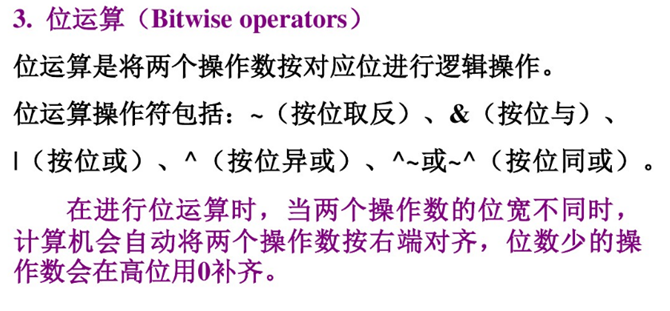 3. 位运算（Bitwise operators）
位运算是将两个操作数按对应位进行逻辑操作。
位运算操作符包括：~（按位取反）、&（按位与）、
|（按位或）、^（按位异或）、^~或~^（按位同或）。
在进行位运算时，当两个操作数的位宽不同时，
计算机会自动将两个操作数按右端对齐，位数少的操
作数会在高位用0补齐。